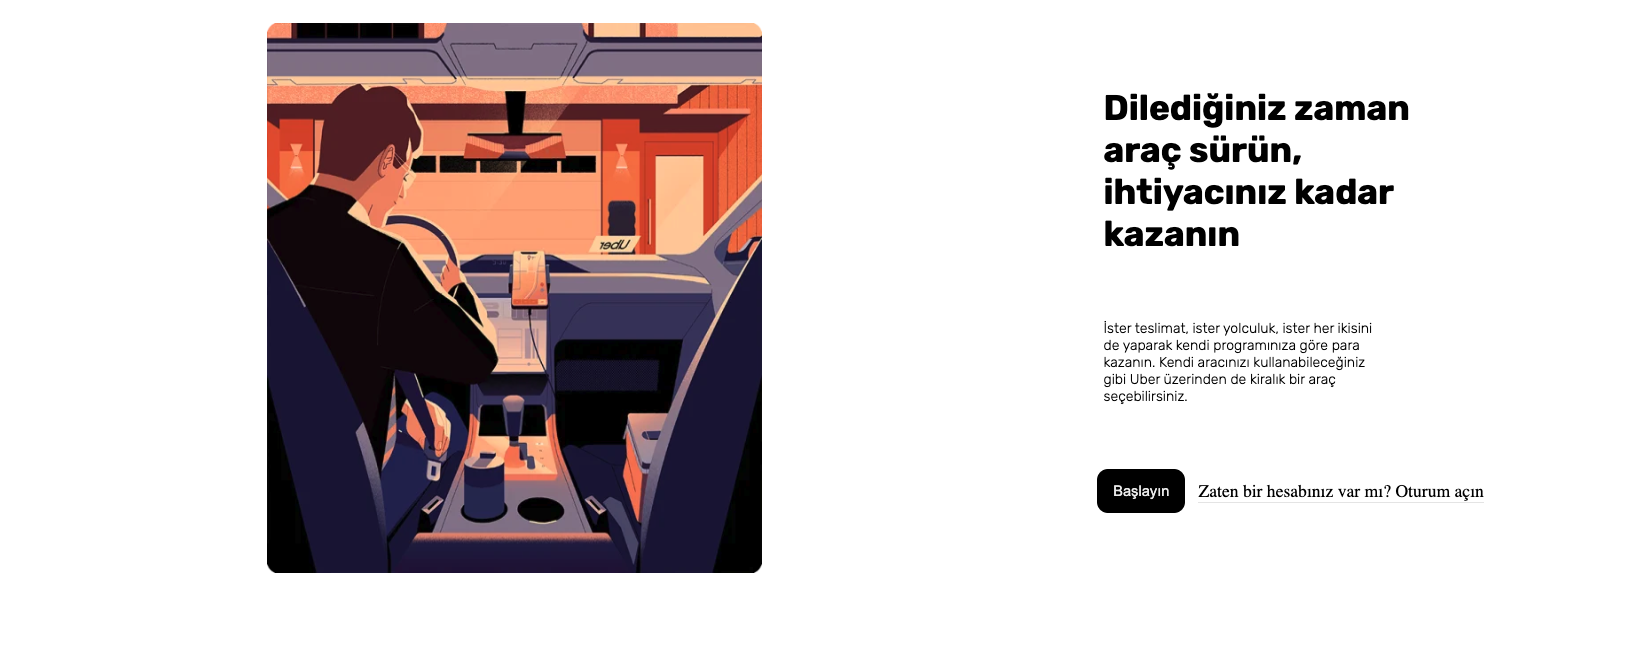 Uber
Dilediğiniz zaman
araç sürün,
ihtiyacınız kadar
kazanın
İster teslimat, ister yolculuk, ister her ikisini
de yaparak kendi programınıza göre para
kazanın. Kendi aracınızı kullanabileceğiniz
gibi Uber üzerinden de kiralık bir araç
seçebilirsiniz.
Başlayın
Zaten bir hesabınız var mı? Oturum açın